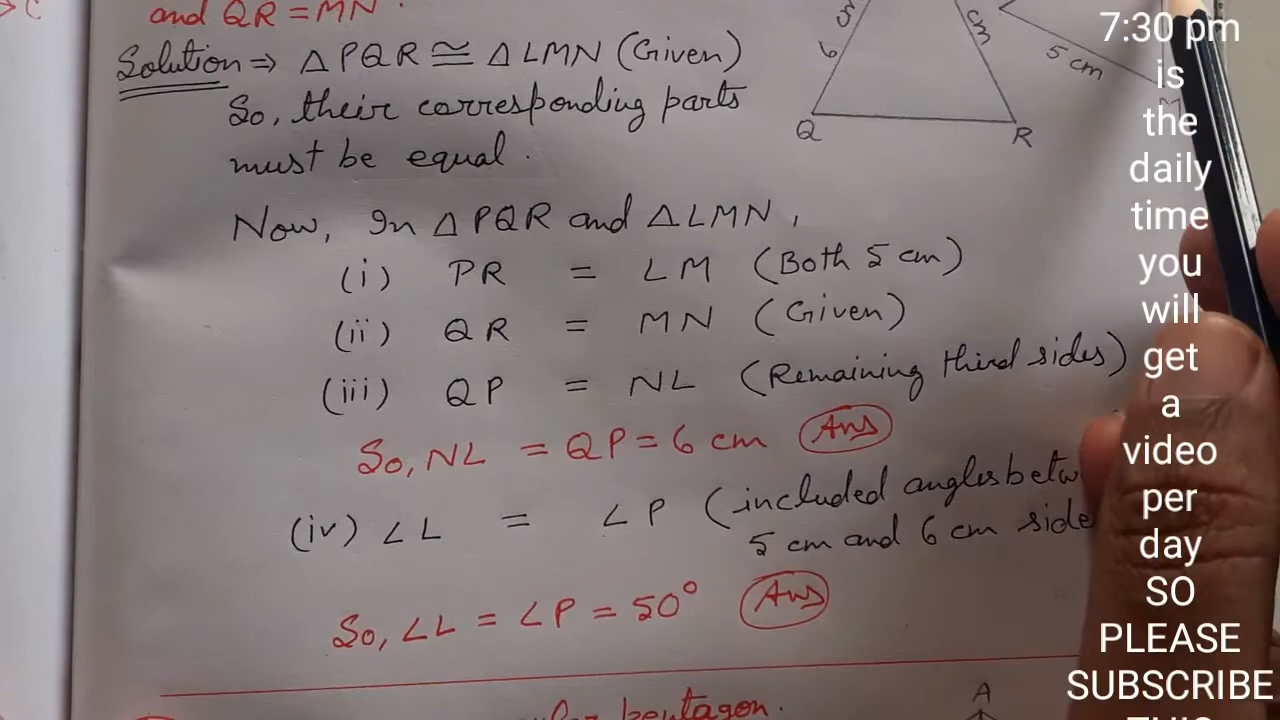 and QR = MN.
Solution ⇒ △PQR ≅ △LMN (Given)
So, their corresponding parts
must be equal.
Now, In △PQR and △LMN,
(i) PR = LM (Both 5 cm)
(ii) QR = MN (Given)
(iii) QP = NL (Remaining third sides)
So, NL = QP = 6 cm Ans
(iv) ∠L = ∠P (included angles betw
5 cm and 6 cm side
So, ∠L = ∠P = 50° Ans
pentagon.
6 cm
cm
Q
R
5 cm
M
A
7:30 pm
is
the
daily
time
you
will
get
a
video
per
day
SO
PLEASE
SUBSCRIBE